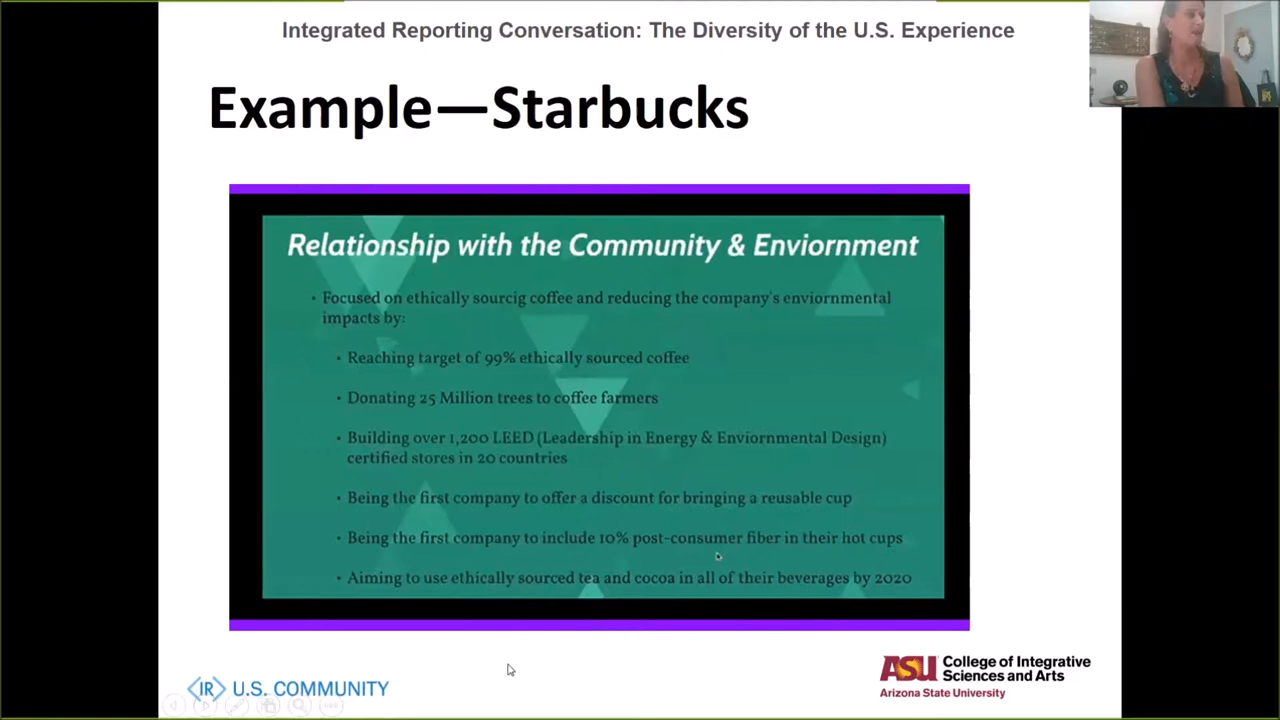 Integrated Reporting Conversation: The Diversity of the U.S. Experience
Example—Starbucks
Relationship with the Community & Enviornment
• Focused on ethically sourcig coffee and reducing the company's enviornmental
impacts by:
• Reaching target of 99% ethically sourced coffee
• Donating 25 Million trees to coffee farmers
• Building over 1,200 LEED (Leadership in Energy & Enviornmental Design)
certified stores in 20 countries
• Being the first company to offer a discount for bringing a reusable cup
• Being the first company to include 10% post-consumer fiber in their hot cups
• Aiming to use ethically sourced tea and cocoa in all of their beverages by 2020
<IR> U.S. COMMUNITY
ASU College of Integrative
Sciences and Arts
Arizona State University